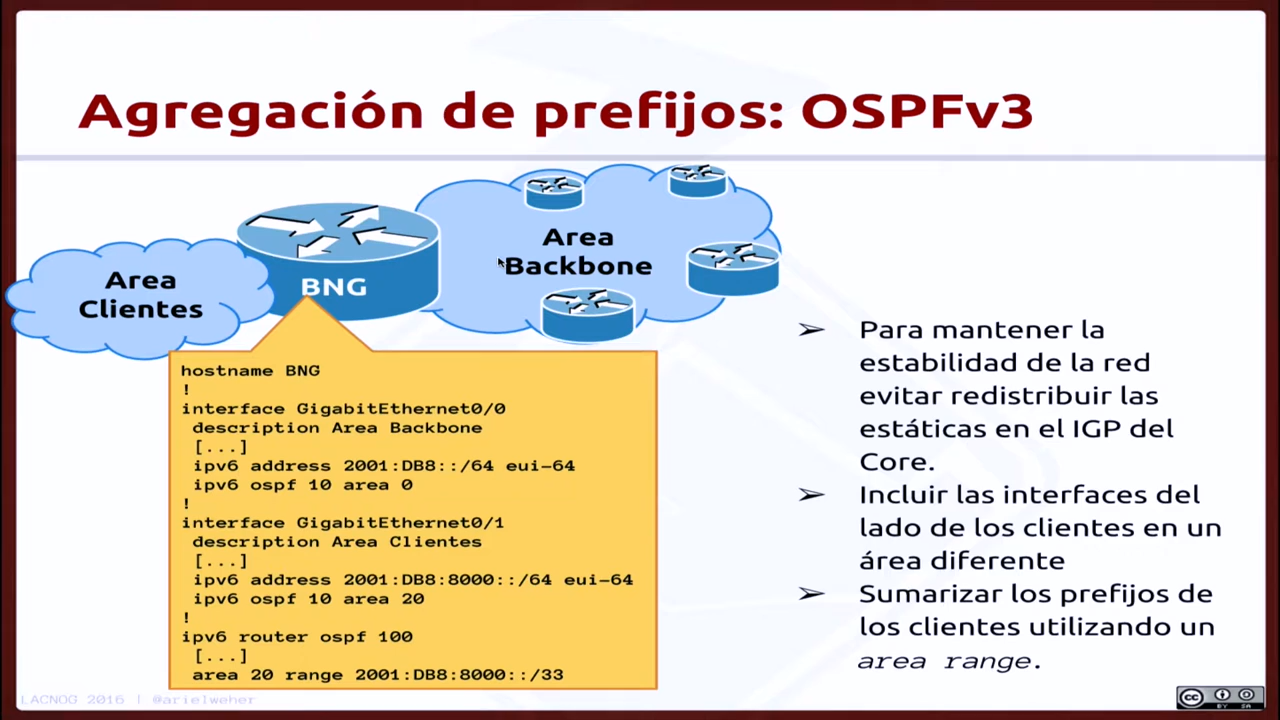 Agregación de prefijos: OSPFv3
Area
Clientes
BNG
Area
Backbone
hostname BNG
!
interface GigabitEthernet0/0
description Area Backbone
[...]
ipv6 address 2001:DB8::/64 eui-64
ipv6 ospf 10 area 0
!
interface GigabitEthernet0/1
description Area Clientes
[...]
ipv6 address 2001:DB8:8000::/64 eui-64
ipv6 ospf 10 area 20
!
ipv6 router ospf 100
[...]
area 20 range 2001:DB8:8000::/33
➢ Para mantener la
estabilidad de la red
evitar redistribuir las
estáticas en el IGP del
Core.
➢ Incluir las interfaces del
lado de los clientes en un
área diferente
➢ Sumarizar los prefijos de
los clientes utilizando un
area range.
LACNOG 2016 | @arielweher
cc BY SA